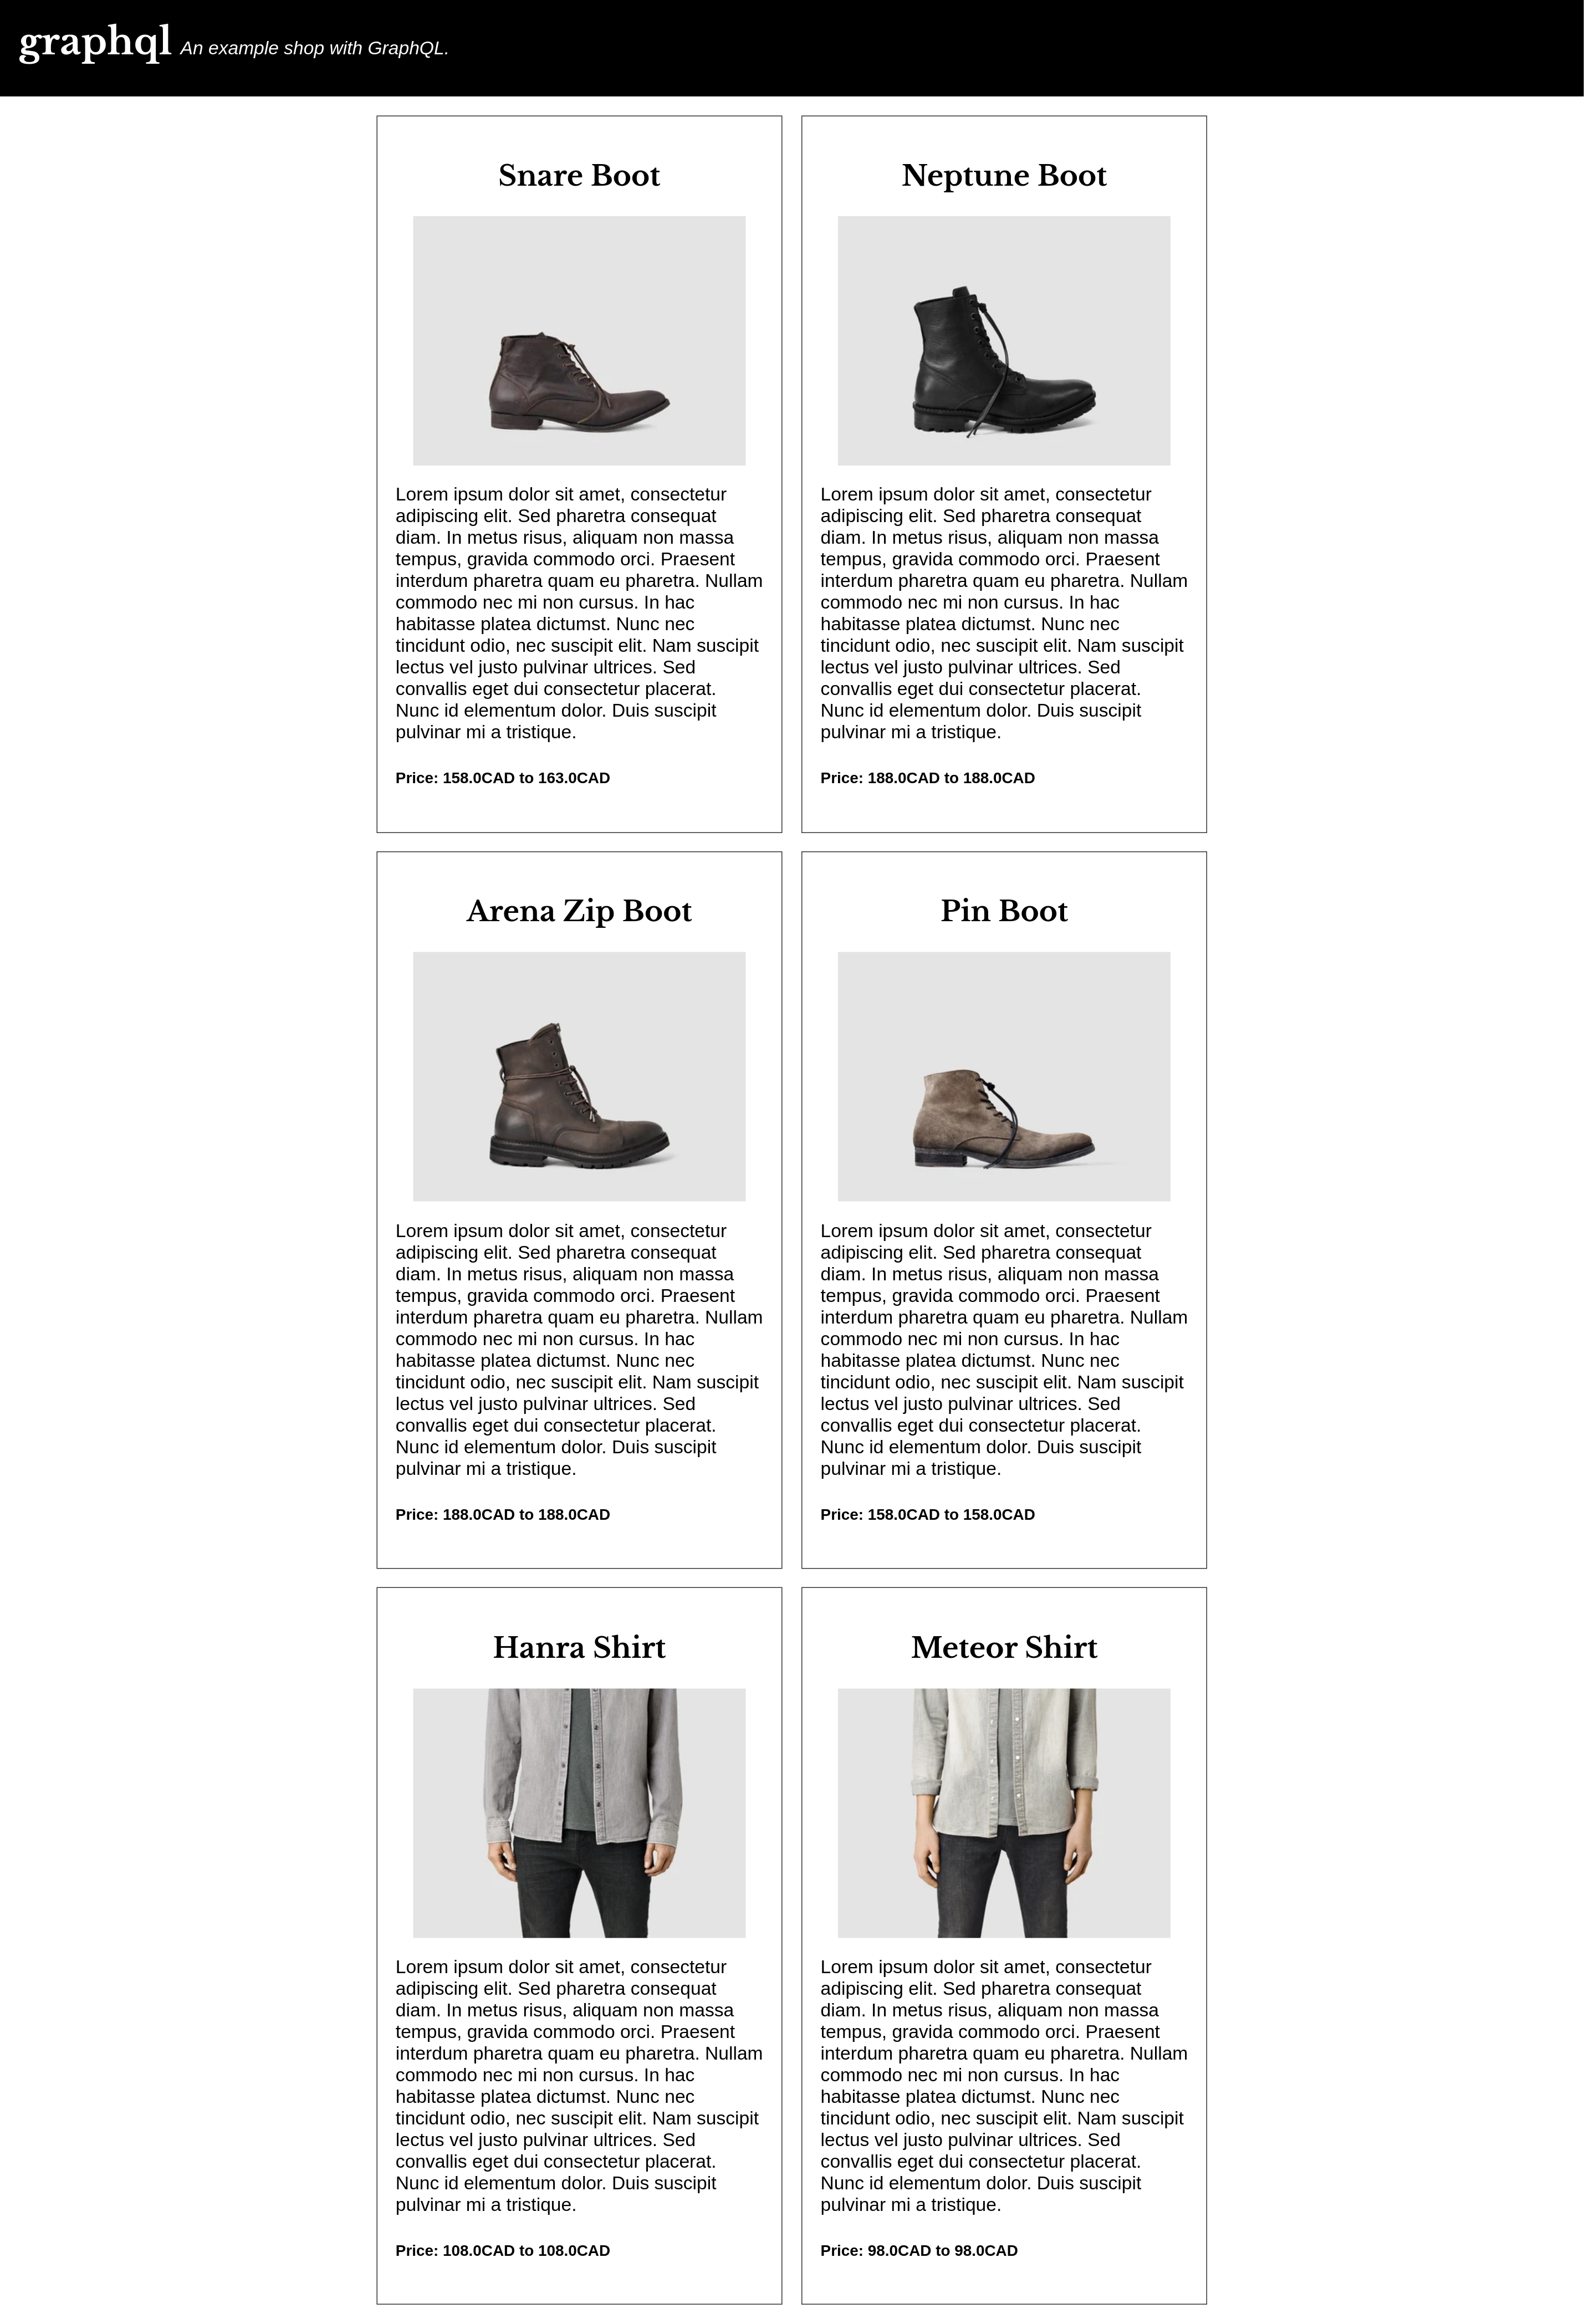 graphql An example shop with GraphQL.
Snare Boot
Lorem ipsum dolor sit amet, consectetur
adipiscing elit. Sed pharetra consequat
diam. In metus risus, aliquam non massa
tempus, gravida commodo orci. Praesent
interdum pharetra quam eu pharetra. Nullam
commodo nec mi non cursus. In hac
habitasse platea dictumst. Nunc nec
tincidunt odio, nec suscipit elit. Nam suscipit
lectus vel justo pulvinar ultrices. Sed
convallis eget dui consectetur placerat.
Nunc id elementum dolor. Duis suscipit
pulvinar mi a tristique.
Price: 158.0CAD to 163.0CAD
Neptune Boot
Lorem ipsum dolor sit amet, consectetur
adipiscing elit. Sed pharetra consequat
diam. In metus risus, aliquam non massa
tempus, gravida commodo orci. Praesent
interdum pharetra quam eu pharetra. Nullam
commodo nec mi non cursus. In hac
habitasse platea dictumst. Nunc nec
tincidunt odio, nec suscipit elit. Nam suscipit
lectus vel justo pulvinar ultrices. Sed
convallis eget dui consectetur placerat.
Nunc id elementum dolor. Duis suscipit
pulvinar mi a tristique.
Price: 188.0CAD to 188.0CAD
Arena Zip Boot
Lorem ipsum dolor sit amet, consectetur
adipiscing elit. Sed pharetra consequat
diam. In metus risus, aliquam non massa
tempus, gravida commodo orci. Praesent
interdum pharetra quam eu pharetra. Nullam
commodo nec mi non cursus. In hac
habitasse platea dictumst. Nunc nec
tincidunt odio, nec suscipit elit. Nam suscipit
lectus vel justo pulvinar ultrices. Sed
convallis eget dui consectetur placerat.
Nunc id elementum dolor. Duis suscipit
pulvinar mi a tristique.
Price: 188.0CAD to 188.0CAD
Pin Boot
Lorem ipsum dolor sit amet, consectetur
adipiscing elit. Sed pharetra consequat
diam. In metus risus, aliquam non massa
tempus, gravida commodo orci. Praesent
interdum pharetra quam eu pharetra. Nullam
commodo nec mi non cursus. In hac
habitasse platea dictumst. Nunc nec
tincidunt odio, nec suscipit elit. Nam suscipit
lectus vel justo pulvinar ultrices. Sed
convallis eget dui consectetur placerat.
Nunc id elementum dolor. Duis suscipit
pulvinar mi a tristique.
Price: 158.0CAD to 158.0CAD
Hanra Shirt
Lorem ipsum dolor sit amet, consectetur
adipiscing elit. Sed pharetra consequat
diam. In metus risus, aliquam non massa
tempus, gravida commodo orci. Praesent
interdum pharetra quam eu pharetra. Nullam
commodo nec mi non cursus. In hac
habitasse platea dictumst. Nunc nec
tincidunt odio, nec suscipit elit. Nam suscipit
lectus vel justo pulvinar ultrices. Sed
convallis eget dui consectetur placerat.
Nunc id elementum dolor. Duis suscipit
pulvinar mi a tristique.
Price: 108.0CAD to 108.0CAD
Meteor Shirt
Lorem ipsum dolor sit amet, consectetur
adipiscing elit. Sed pharetra consequat
diam. In metus risus, aliquam non massa
tempus, gravida commodo orci. Praesent
interdum pharetra quam eu pharetra. Nullam
commodo nec mi non cursus. In hac
habitasse platea dictumst. Nunc nec
tincidunt odio, nec suscipit elit. Nam suscipit
lectus vel justo pulvinar ultrices. Sed
convallis eget dui consectetur placerat.
Nunc id elementum dolor. Duis suscipit
pulvinar mi a tristique.
Price: 98.0CAD to 98.0CAD